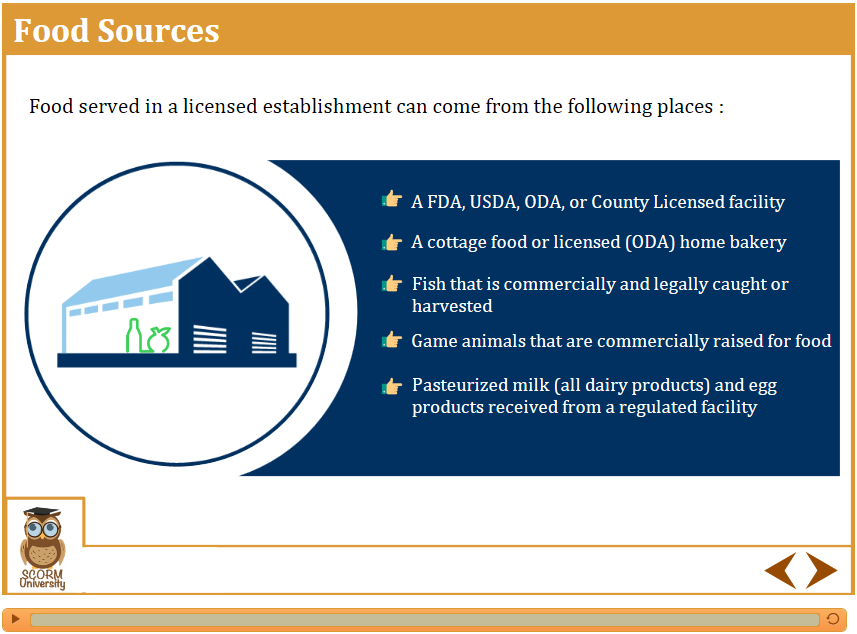 Food Sources
Food served in a licensed establishment can come from the following places :
A FDA, USDA, ODA, or County Licensed facility
A cottage food or licensed (ODA) home bakery
Fish that is commercially and legally caught or
harvested
Game animals that are commercially raised for food
Pasteurized milk (all dairy products) and egg
products received from a regulated facility
SCORM
University